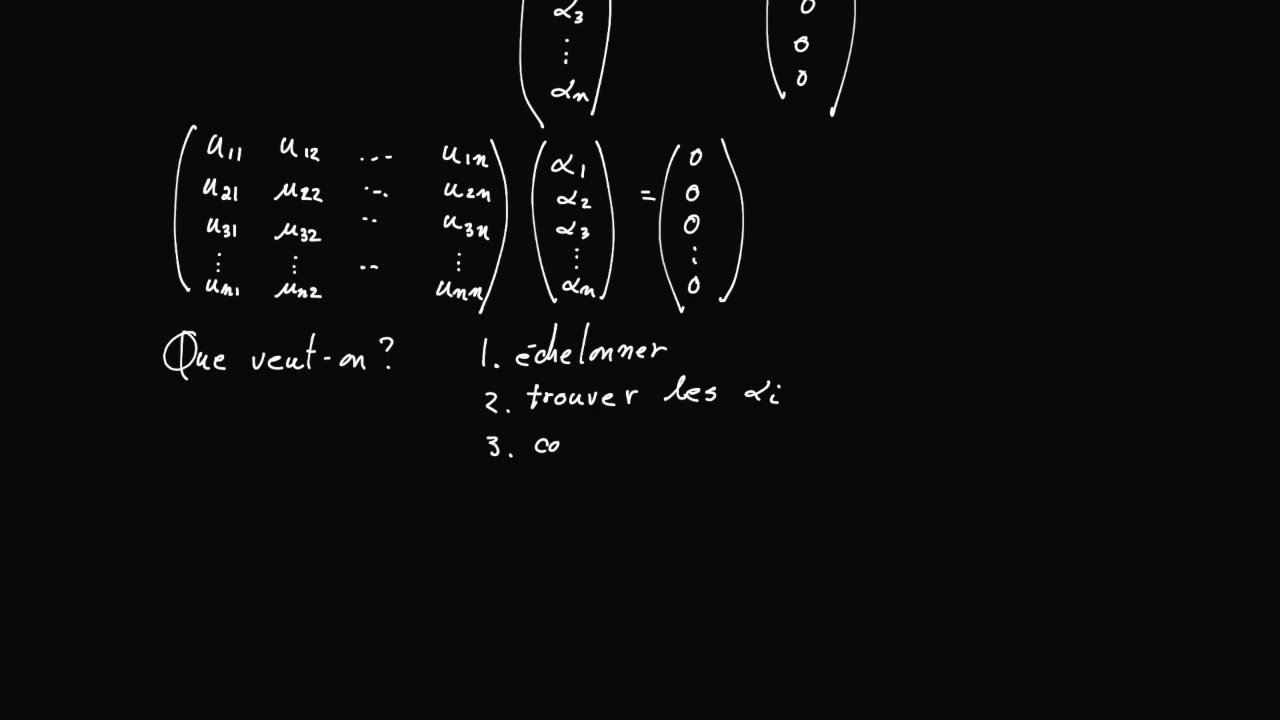 α3 0
⋮ 0
αn 0
u11 u12 ... u1n α1 0
u21 u22 ... u2n α2 = 0
u31 u32 .. u3n α3 0
⋮ ⋮ .. ⋮ ⋮ ⋮
un1 un2 unn αn 0
Que veut-on? 1. échelonner
2. trouver les αi
3. co